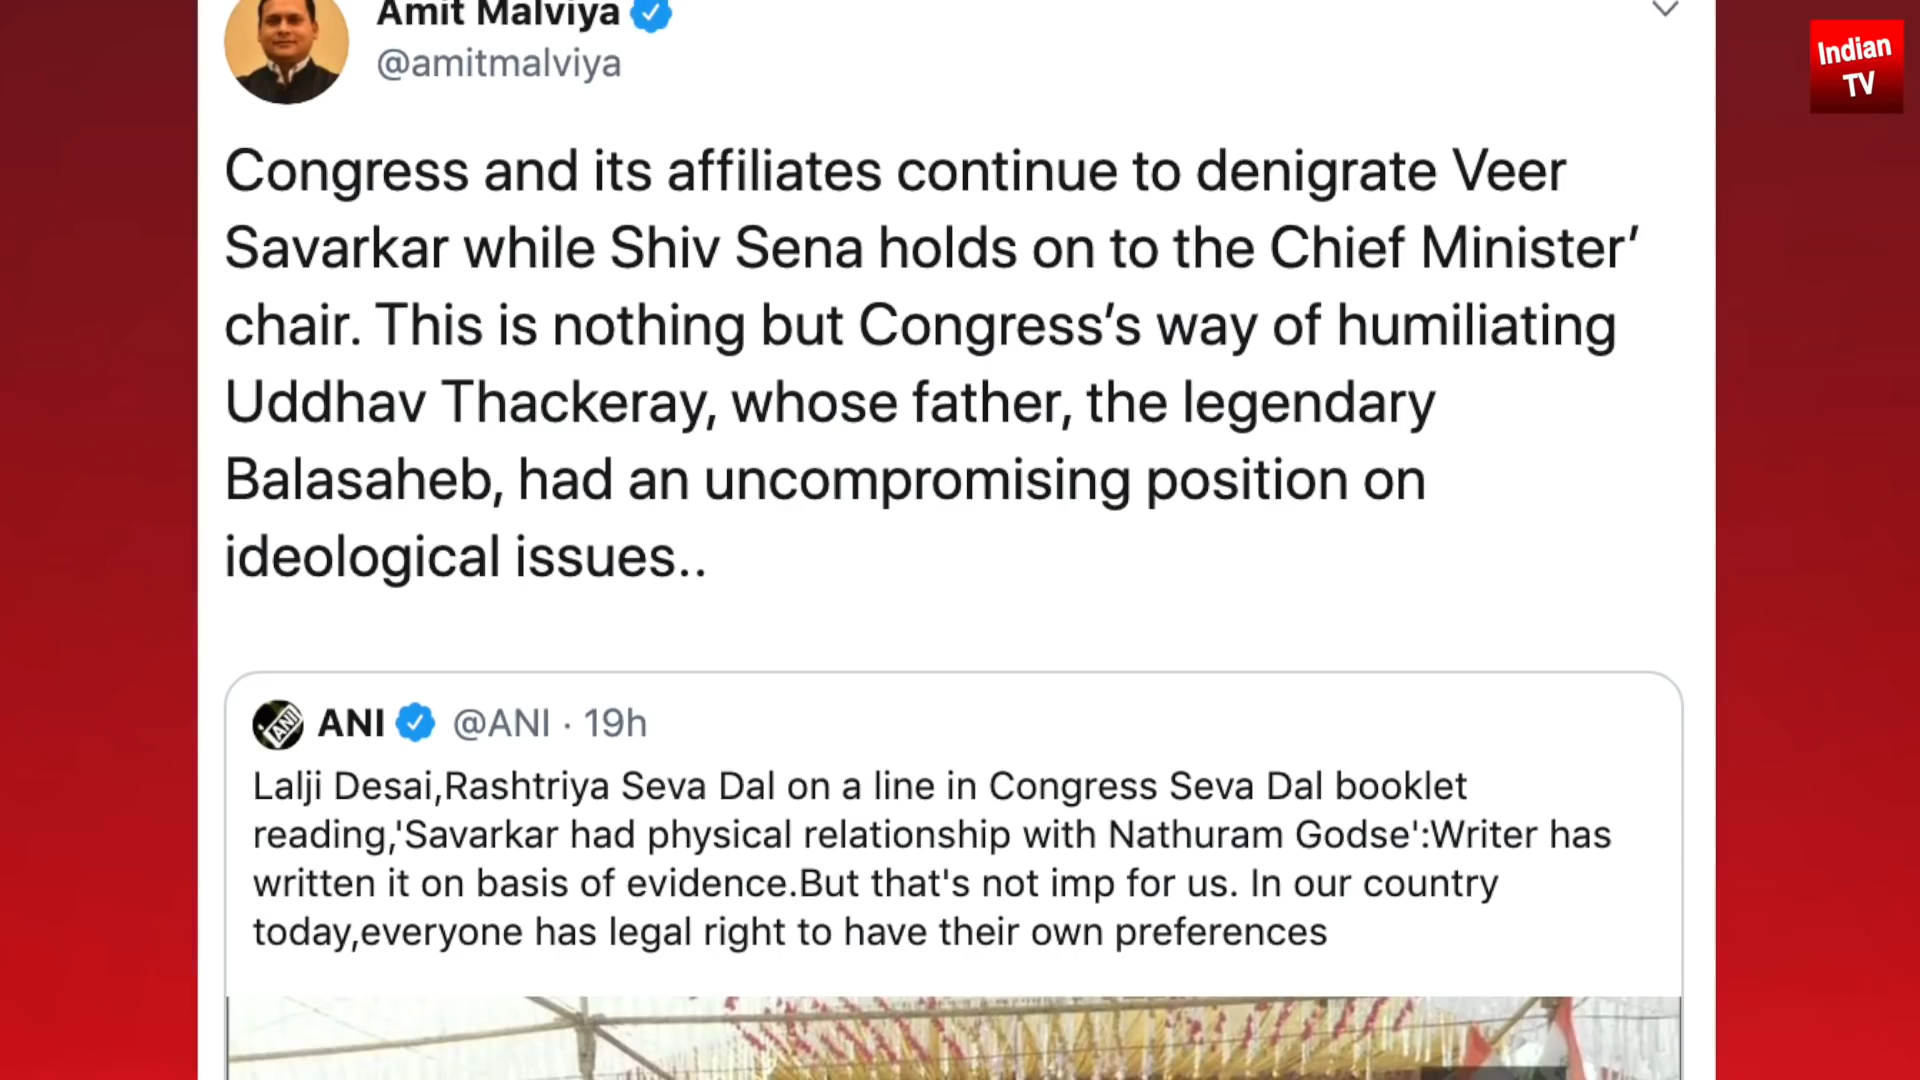 Amit Malviya
@amitmalviya
Indian
TV
Congress and its affiliates continue to denigrate Veer
Savarkar while Shiv Sena holds on to the Chief Minister’
chair. This is nothing but Congress’s way of humiliating
Uddhav Thackeray, whose father, the legendary
Balasaheb, had an uncompromising position on
ideological issues..
ANI
ANI @ANI · 19h
Lalji Desai,Rashtriya Seva Dal on a line in Congress Seva Dal booklet
reading,'Savarkar had physical relationship with Nathuram Godse':Writer has
written it on basis of evidence.But that's not imp for us. In our country
today,everyone has legal right to have their own preferences